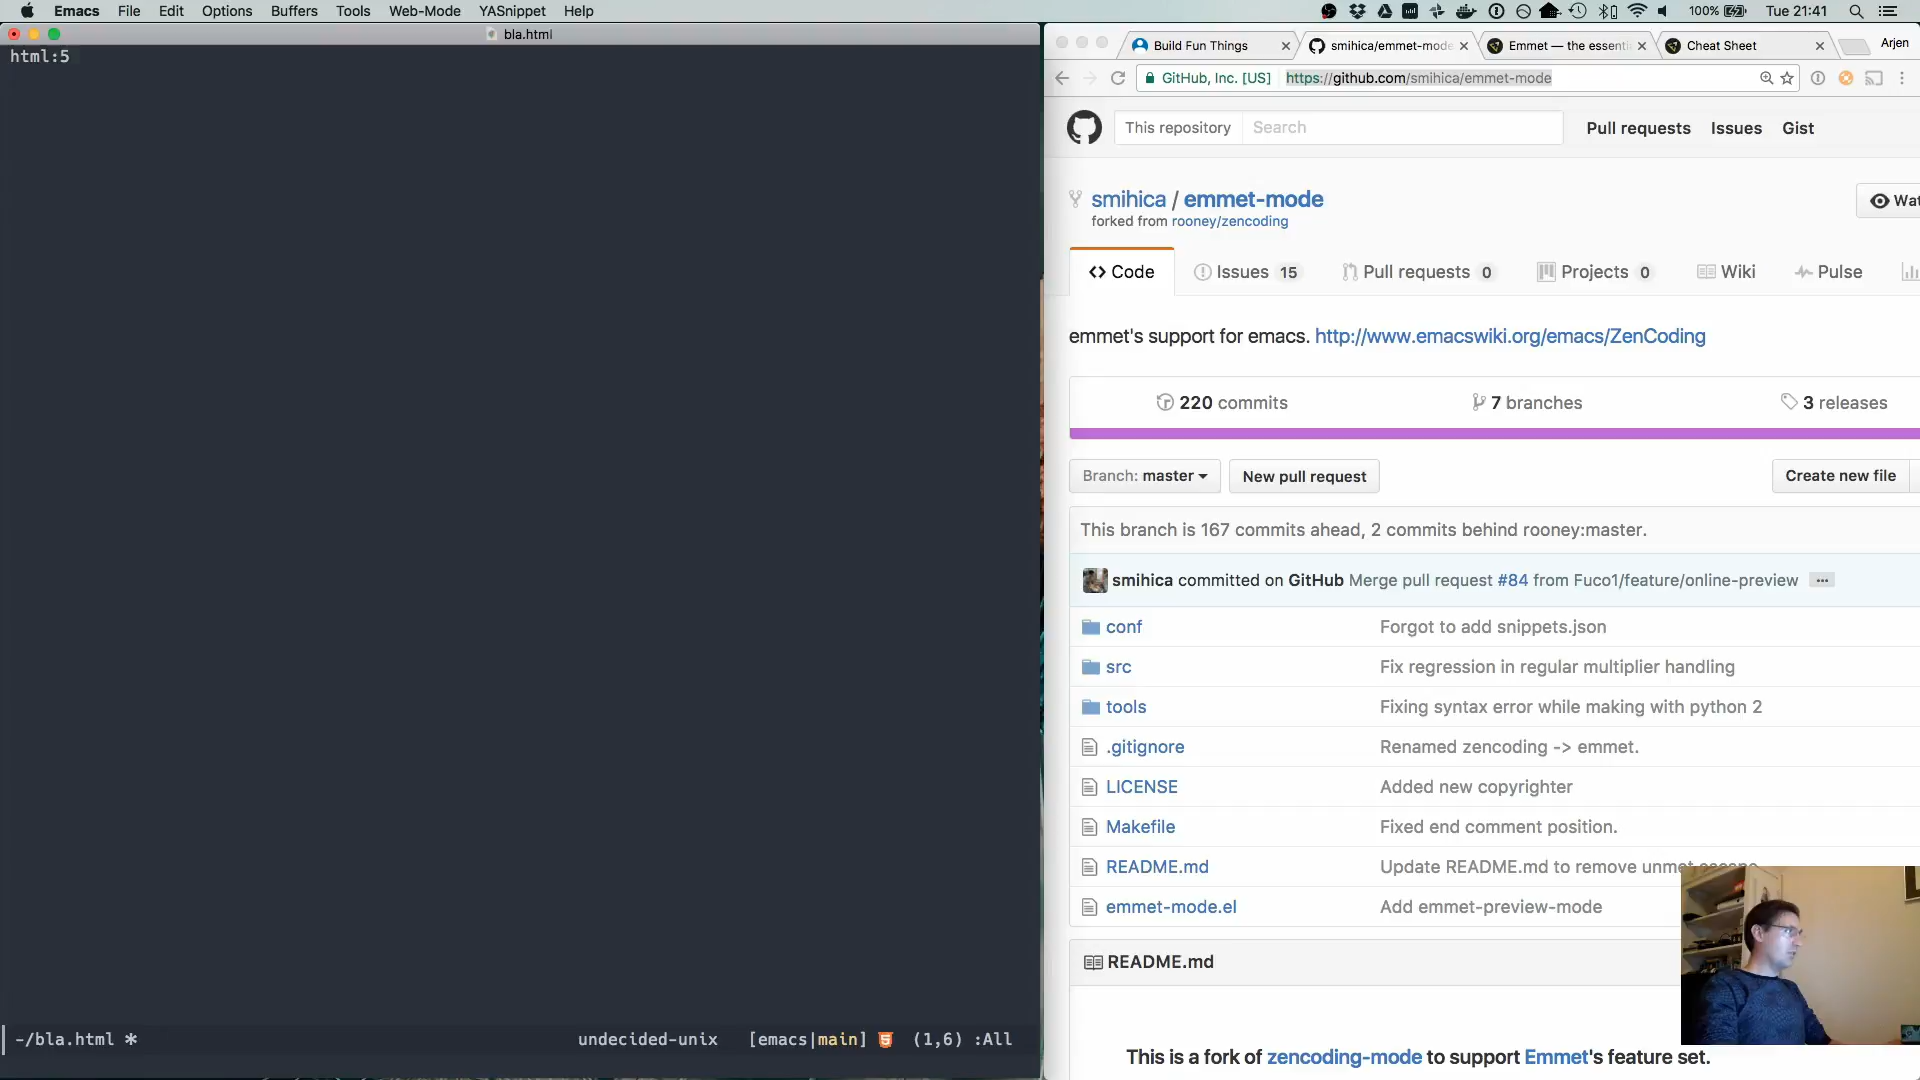 Emacs File Edit Options Buffers Tools Web-Mode YASnippet Help 100% Tue 21:41
bla.html
html:5
~/bla.html * undecided-unix [emacs|main] (1,6) :All
Build Fun Things smihica/emmet-mode Emmet — the essenti Cheat Sheet Arjen
GitHub, Inc. [US] https://github.com/smihica/emmet-mode
This repository Search Pull requests Issues Gist
smihica / emmet-mode Wat
forked from rooney/zencoding
Code Issues 15 Pull requests 0 Projects 0 Wiki Pulse
emmet's support for emacs. http://www.emacswiki.org/emacs/ZenCoding
220 commits 7 branches 3 releases
Branch: master New pull request Create new file
This branch is 167 commits ahead, 2 commits behind rooney:master.
smihica committed on GitHub Merge pull request #84 from Fuco1/feature/online-preview ...
conf Forgot to add snippets.json
src Fix regression in regular multiplier handling
tools Fixing syntax error while making with python 2
.gitignore Renamed zencoding -> emmet.
LICENSE Added new copyrighter
Makefile Fixed end comment position.
README.md Update README.md to remove
emmet-mode.el Add emmet-preview-mode
README.md
This is a fork of zencoding-mode to support Emmet's feature set.